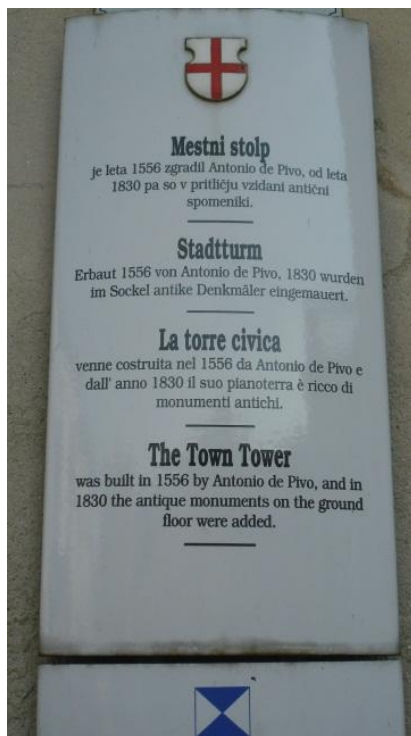 Mestni stolp
je leta 1556 zgradil Antonio de Pivo, od leta
1830 pa so v pritličju vzidani antični
spomeniki.
Stadtturm
Erbaut 1556 von Antonio de Pivo, 1830 wurden
im Sockel antike Denkmäler eingemauert.
La torre civica
venne costruita nel 1556 da Antonio de Pivo e
dall' anno 1830 il suo pianoterra è ricco di
monumenti antichi.
The Town Tower
was built in 1556 by Antonio de Pivo, and in
1830 the antique monuments on the ground
floor were added.